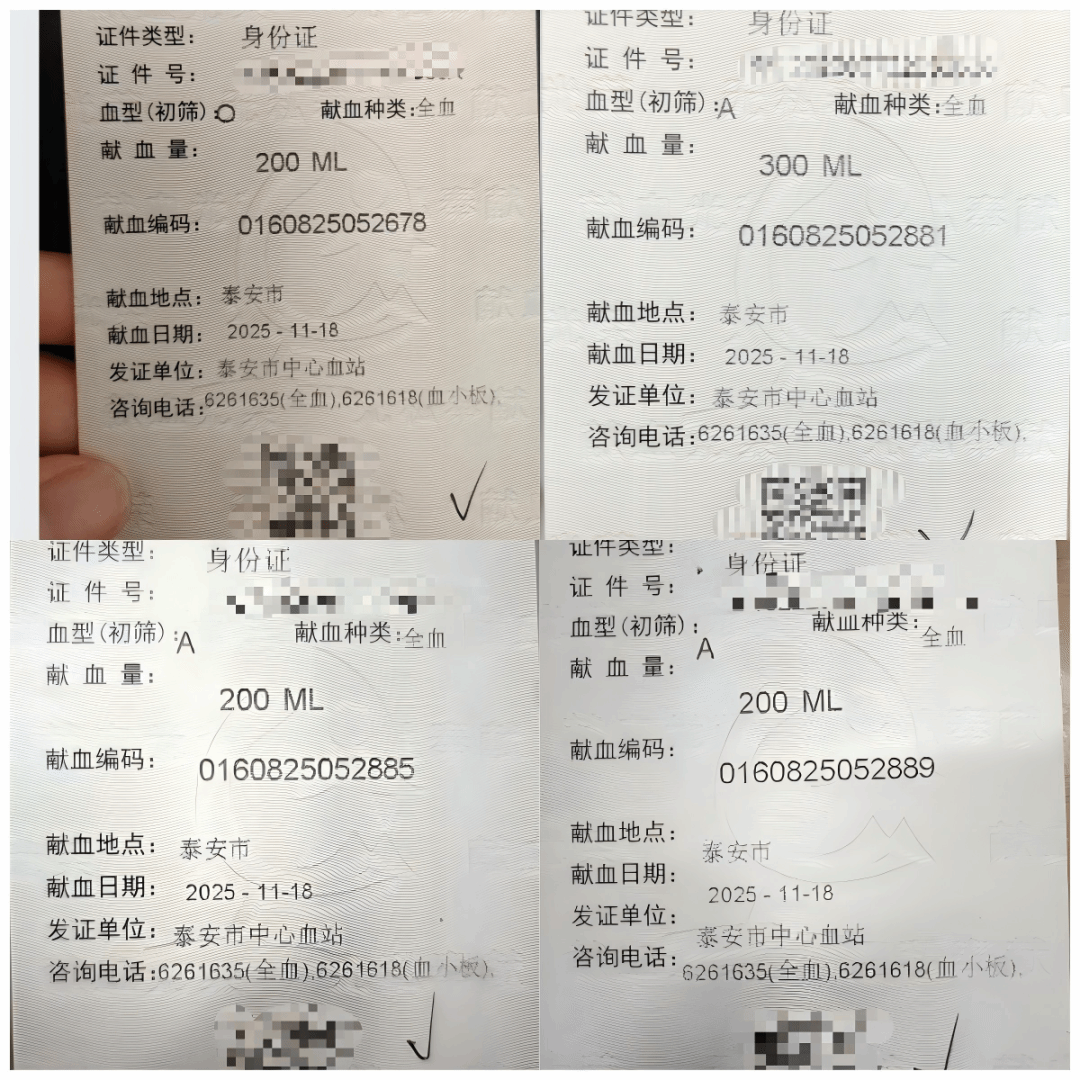 证件类型： 身份证
证 件 号：
血型(初筛)：O 献血种类：全血
献 血 量：
200 ML
献血编码： 0160825052678
献血地点： 泰安市
献血日期： 2025 - 11-18
发证单位： 泰安市中心血站
咨询电话：6261635(全血),6261618(血小板).
证件类型： 身份证
证 件 号：
血型(初筛)：A 献血种类：全血
献 血 量：
300 ML
献血编码： 0160825052881
献血地点： 泰安市
献血日期： 2025 - 11-18
发证单位： 泰安市中心血站
咨询电话：6261635(全血),6261618(血小板).
证件类型： 身份证
证 件 号：
血型(初筛)：A 献血种类：全血
献 血 量：
200 ML
献血编码： 0160825052885
献血地点： 泰安市
献血日期： 2025 - 11-18
发证单位： 泰安市中心血站
咨询电话：6261635(全血),6261618(血小板).
证件类型： 身份证
证 件 号：
血型(初筛)：A 献血种类：全血
献 血 量：
200 ML
献血编码： 0160825052889
献血地点： 泰安市
献血日期： 2025 - 11-18
发证单位： 泰安市中心血站
咨询电话：6261635(全血),6261618(血小板).